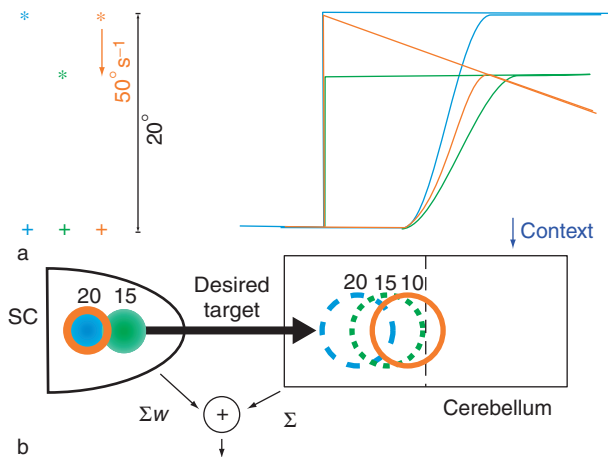 * * *
*
50° s−1
20°
+ + +
a
Context
SC
20 15
Desired
target
20 15 10
Cerebellum
Σw
+
Σ
b